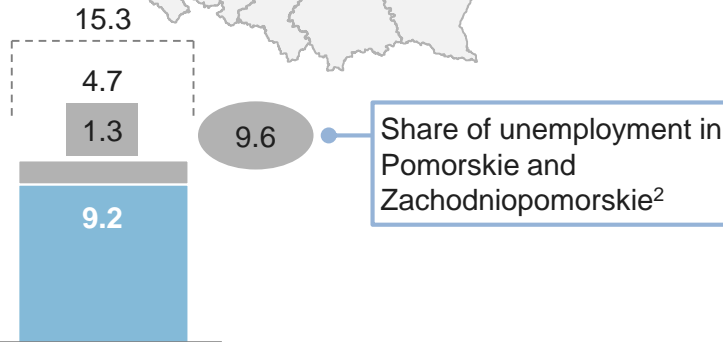 15.3
4.7
1.3
9.6
Share of unemployment in
Pomorskie and
Zachodniopomorskie²
9.2